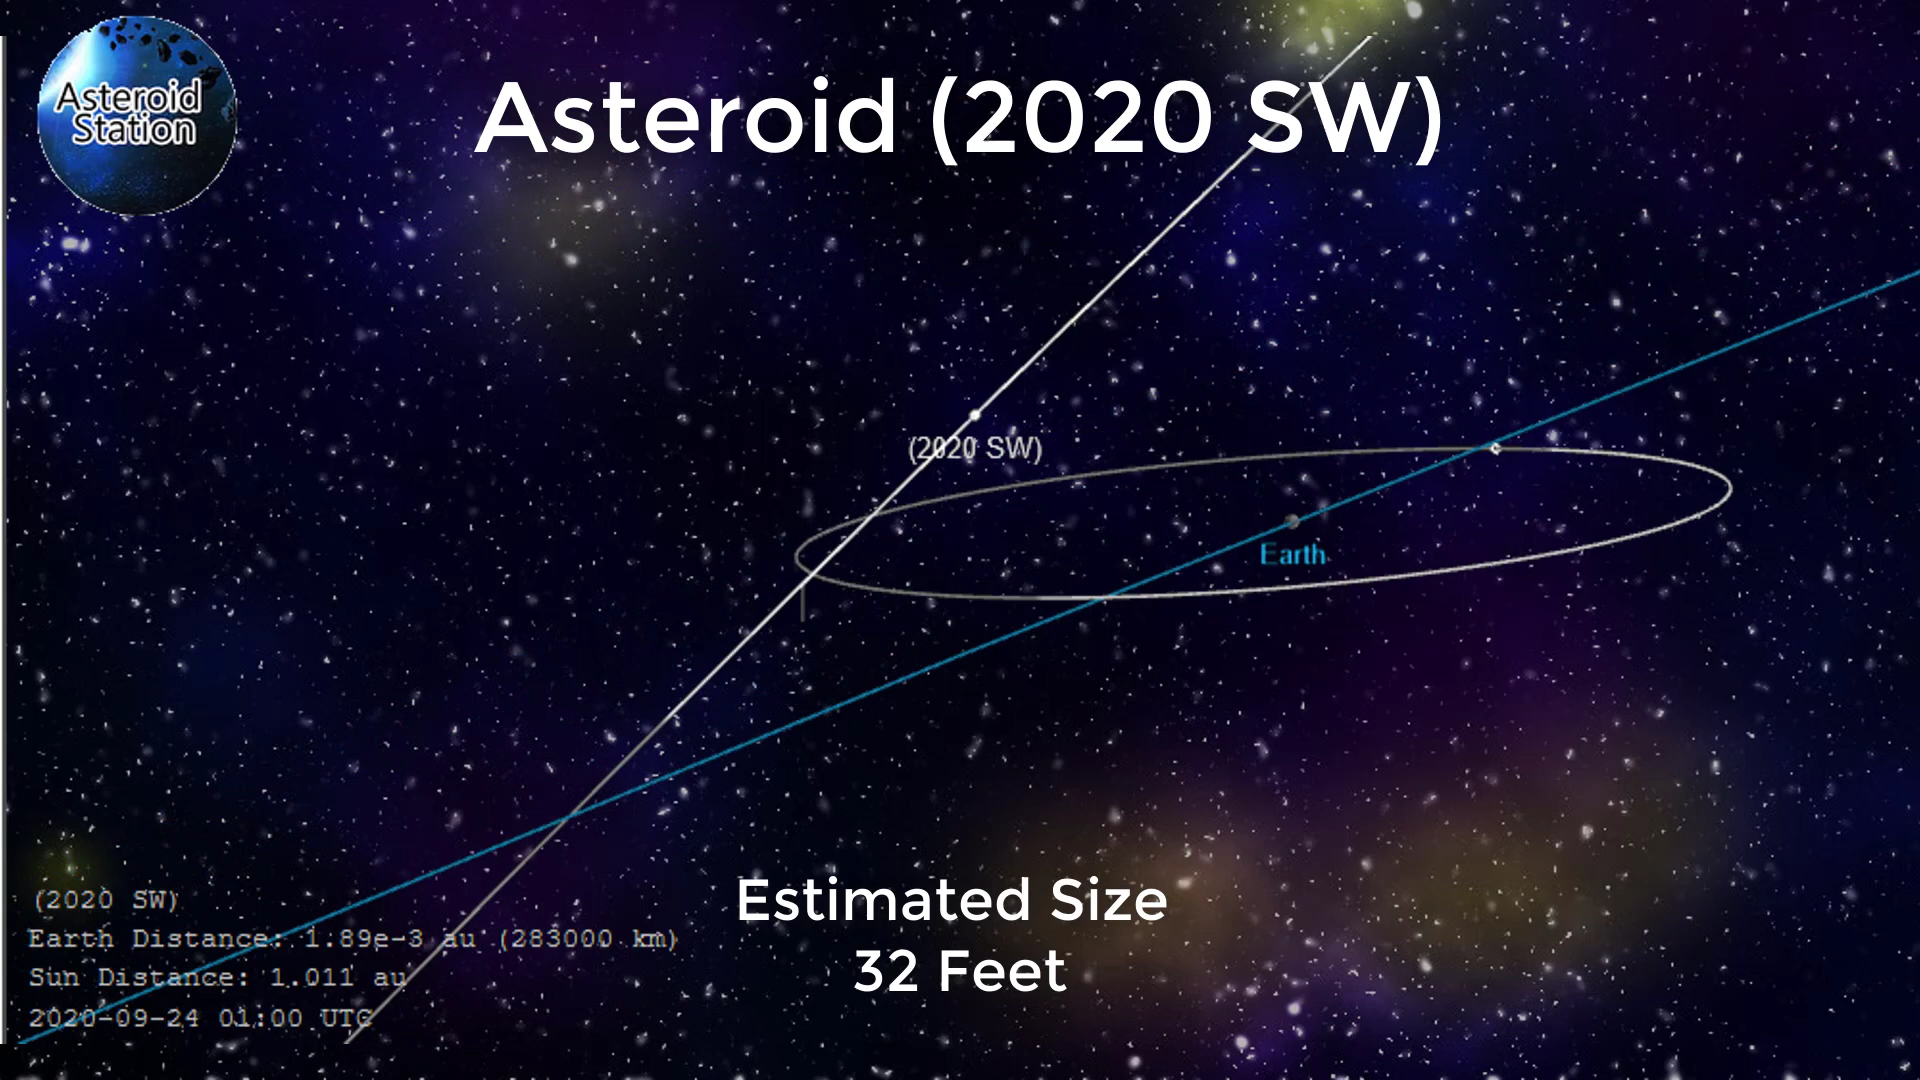 Asteroid
Station
Asteroid (2020 SW)
(2020 SW)
Earth
(2020 SW)
Earth Distance: 1.89e-3 au (283000 km)
Sun Distance: 1.011 au
2020-09-24 01:00 UTC
Estimated Size
32 Feet